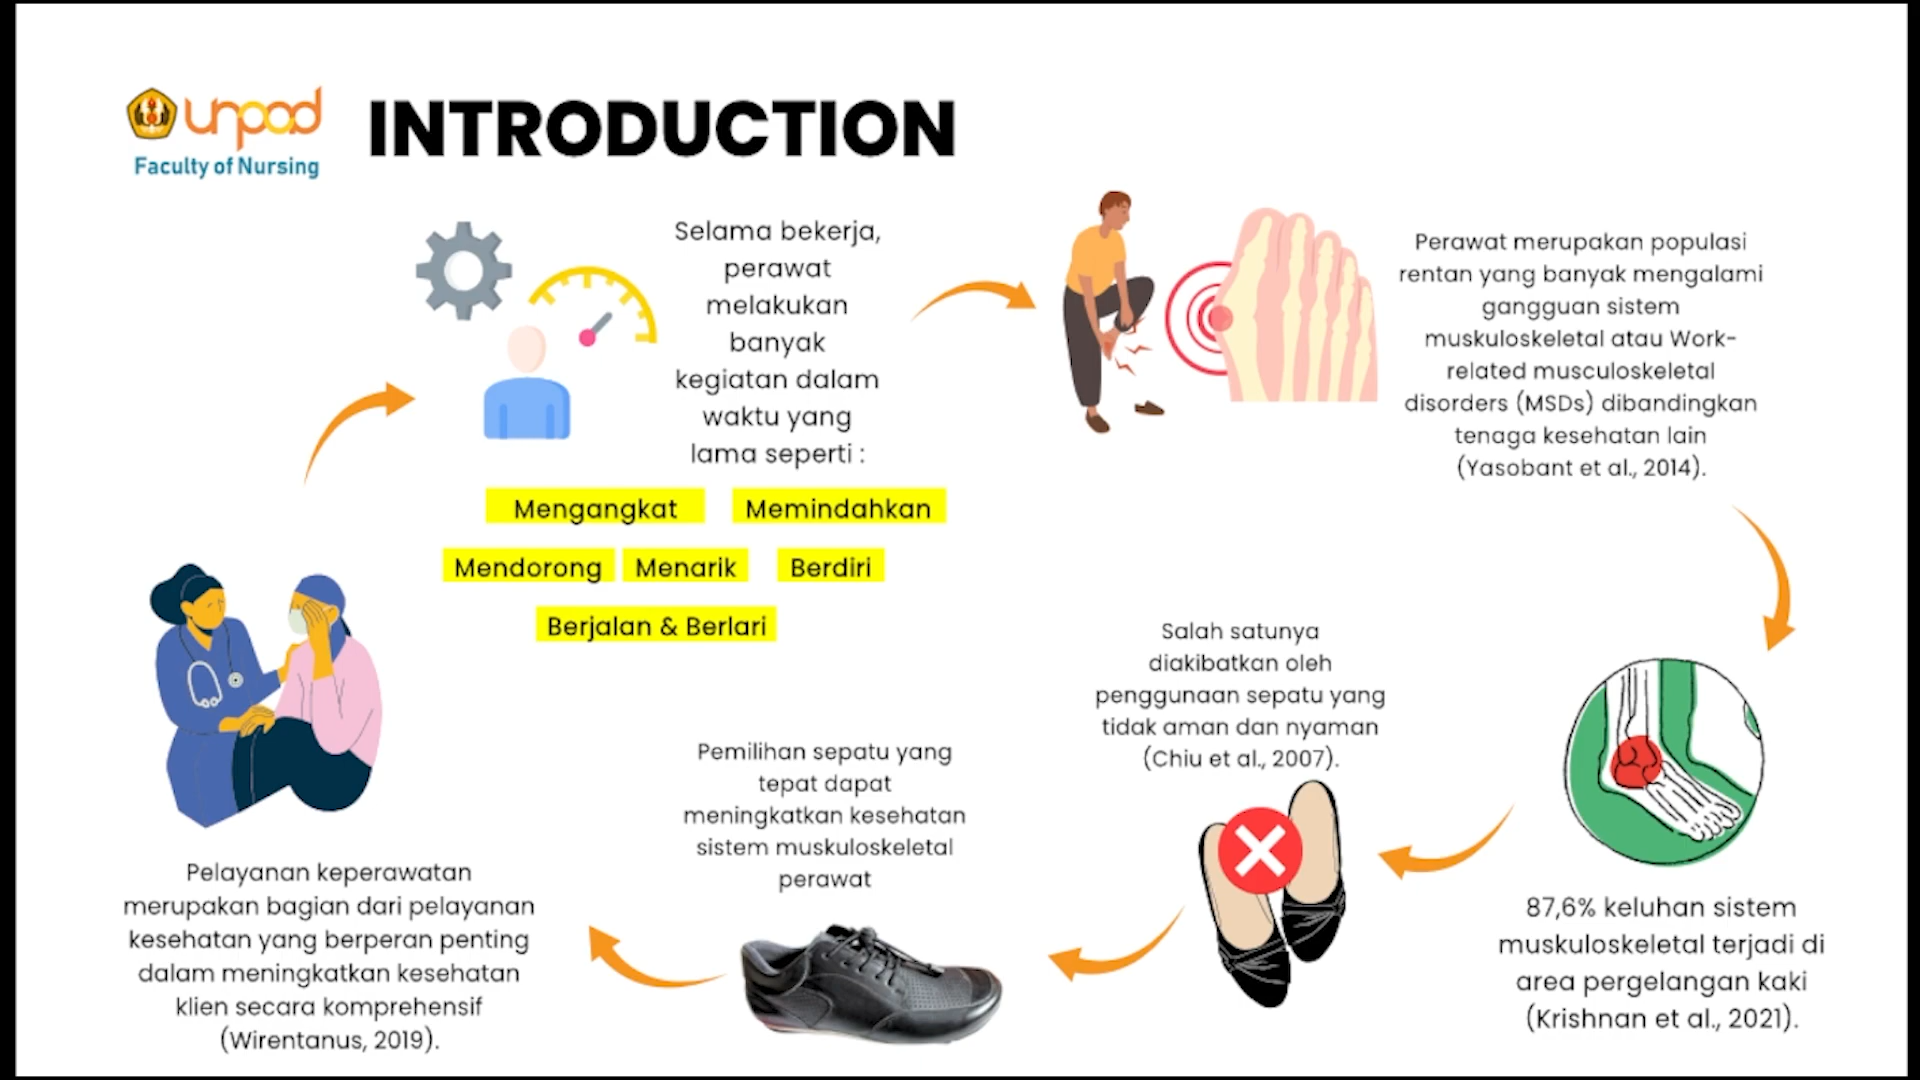 unpad
Faculty of Nursing
INTRODUCTION
Selama bekerja,
perawat
melakukan
banyak
kegiatan dalam
waktu yang
lama seperti :
Mengangkat
Memindahkan
Mendorong
Menarik
Berdiri
Berjalan & Berlari
Perawat merupakan populasi
rentan yang banyak mengalami
gangguan sistem
muskuloskeletal atau Work-
related musculoskeletal
disorders (MSDs) dibandingkan
tenaga kesehatan lain
(Yasobant et al., 2014).
87,6% keluhan sistem
muskuloskeletal terjadi di
area pergelangan kaki
(Krishnan et al., 2021).
Salah satunya
diakibatkan oleh
penggunaan sepatu yang
tidak aman dan nyaman
(Chiu et al., 2007).
Pemilihan sepatu yang
tepat dapat
meningkatkan kesehatan
sistem muskuloskeletal
perawat
Pelayanan keperawatan
merupakan bagian dari pelayanan
kesehatan yang berperan penting
dalam meningkatkan kesehatan
klien secara komprehensif
(Wirentanus, 2019).